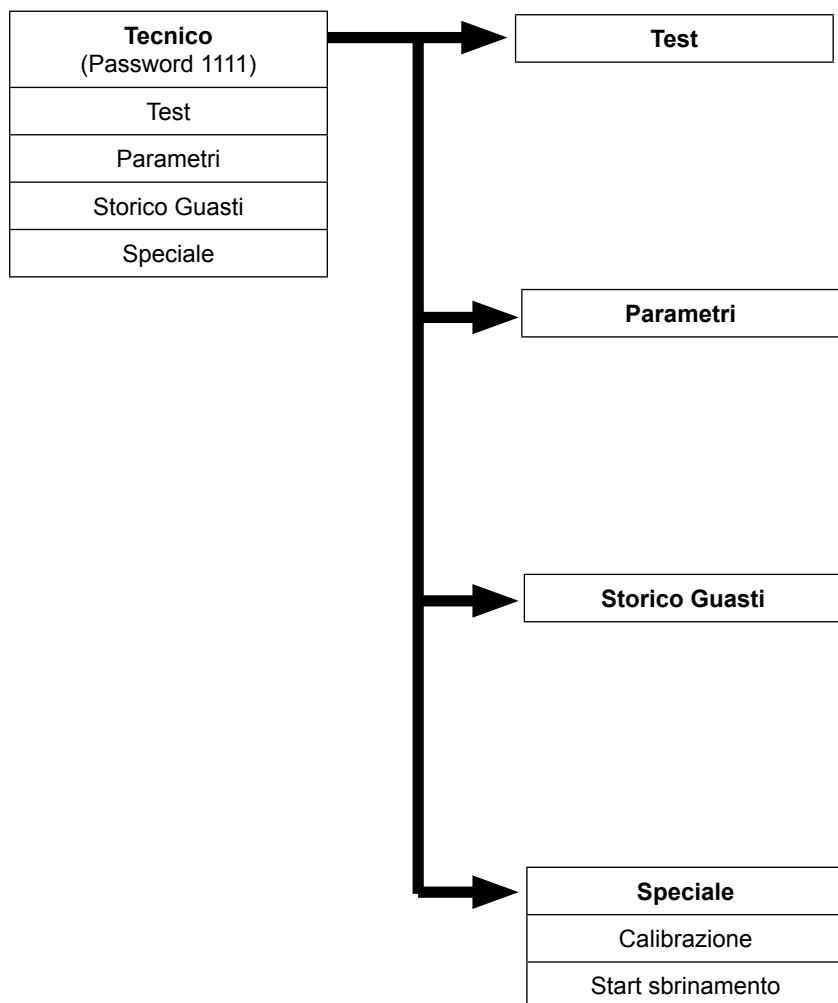 Tecnico
(Password 1111)
Test
Parametri
Storico Guasti
Speciale
Test
Parametri
Storico Guasti
Speciale
Calibrazione
Start sbrinamento